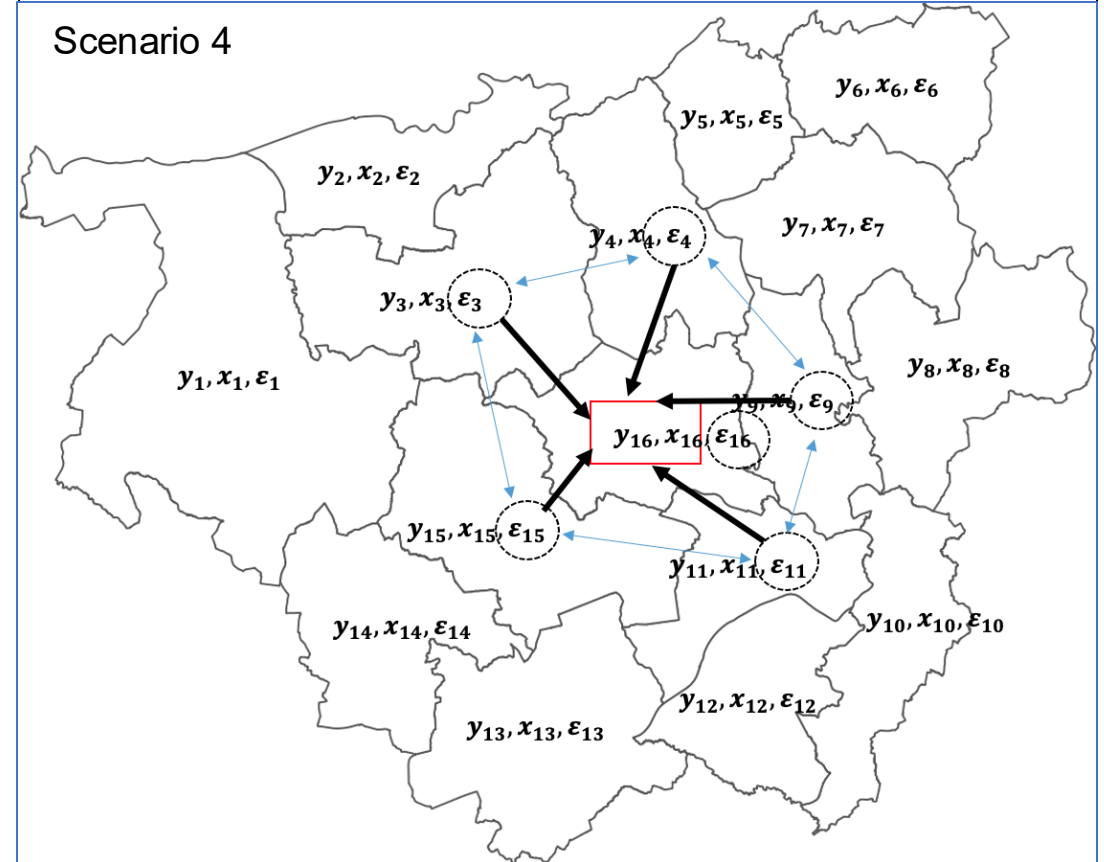 Scenario 4
y₆, x₆, ε₆
y₅, x₅, ε₅
y₂, x₂, ε₂
y₇, x₇, ε₇
y₄, x₄, ε₄
y₃, x₃, ε₃
y₈, x₈, ε₈
y₁, x₁, ε₁
y₉, x₉, ε₉
y₁₆, x₁₆, ε₁₆
y₁₅, x₁₅, ε₁₅
y₁₁, x₁₁, ε₁₁
y₁₀, x₁₀, ε₁₀
y₁₄, x₁₄, ε₁₄
y₁₂, x₁₂, ε₁₂
y₁₃, x₁₃, ε₁₃